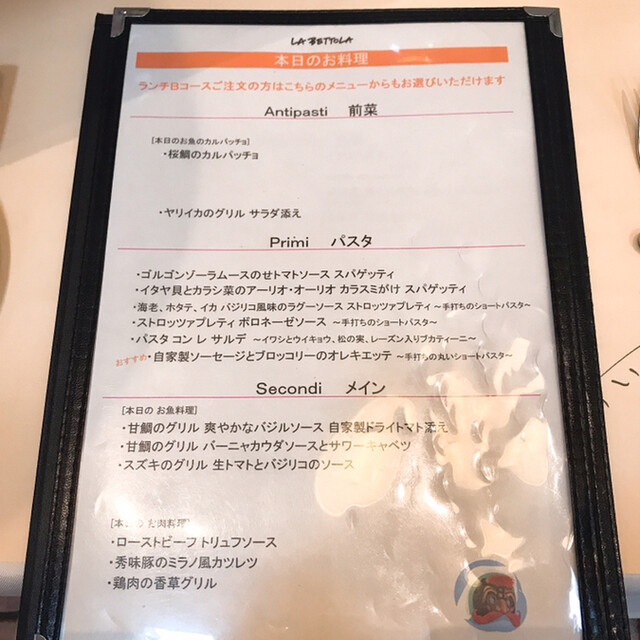 LA BETTOLA
本日のお料理
ランチBコースご注文の方はこちらのメニューからもお選びいただけます
Antipasti 前菜
[本日のお魚のカルパッチョ]
・桜鯛のカルパッチョ
・ヤリイカのグリル サラダ添え
Primi パスタ
・ゴルゴンゾーラムースのせトマトソース スパゲッティ
・イタヤ貝とカラシ菜のアーリオ・オーリオ カラスミがけ スパゲッティ
・海老、ホタテ、イカ バジリコ風味のラグーソース ストロッツァプレティ ～手打ちのショートパスタ～
・ストロッツァプレティ ボロネーゼソース ～手打ちのショートパスタ～
・パスタ コン レ サルデ ～イワシとウイキョウ、松の実、レーズン入りブカティーニ～
おすすめ ・自家製ソーセージとブロッコリーのオレキエッテ ～手打ちの丸いショートパスタ～
Secondi メイン
[本日の お魚料理]
・甘鯛のグリル 爽やかなバジルソース 自家製ドライトマト添え
・甘鯛のグリル バーニャカウダソースとサワーキャベツ
・スズキのグリル 生トマトとバジリコのソース
[本日の お肉料理]
・ローストビーフ トリュフソース
・秀味豚のミラノ風カツレツ
・鶏肉の香草グリル